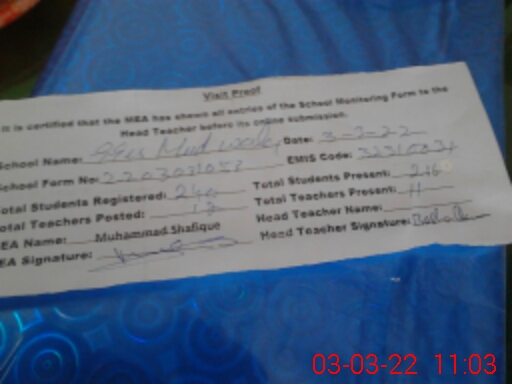 Visit Proof
It is certified that the MEA has shown all entries of the School Monitoring Form to the
Head Teacher before its online submission.
School Name: Date: 3-3-22
School Form No: EMIS Code:
Total Students Registered: Total Students Present: 216
Total Teachers Posted: Total Teachers Present: 11
MEA Name: Muhammad Shafique Head Teacher Name:
MEA Signature: Head Teacher Signature:
03-03-22 11:03